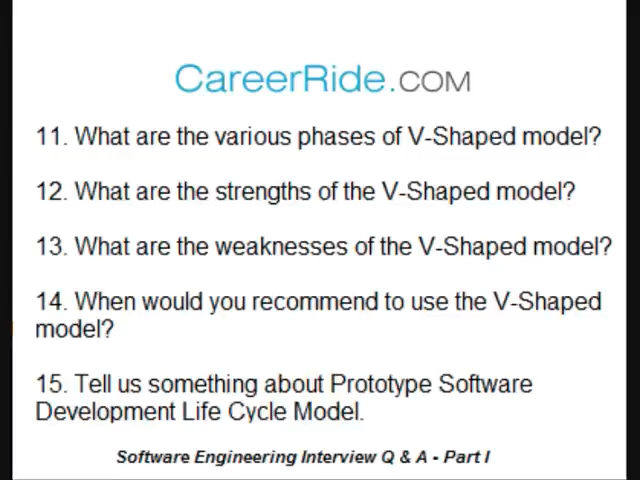 CareerRide.COM
11. What are the various phases of V-Shaped model?
12. What are the strengths of the V-Shaped model?
13. What are the weaknesses of the V-Shaped model?
14. When would you recommend to use the V-Shaped
model?
15. Tell us something about Prototype Software
Development Life Cycle Model.
Software Engineering Interview Q & A - Part I